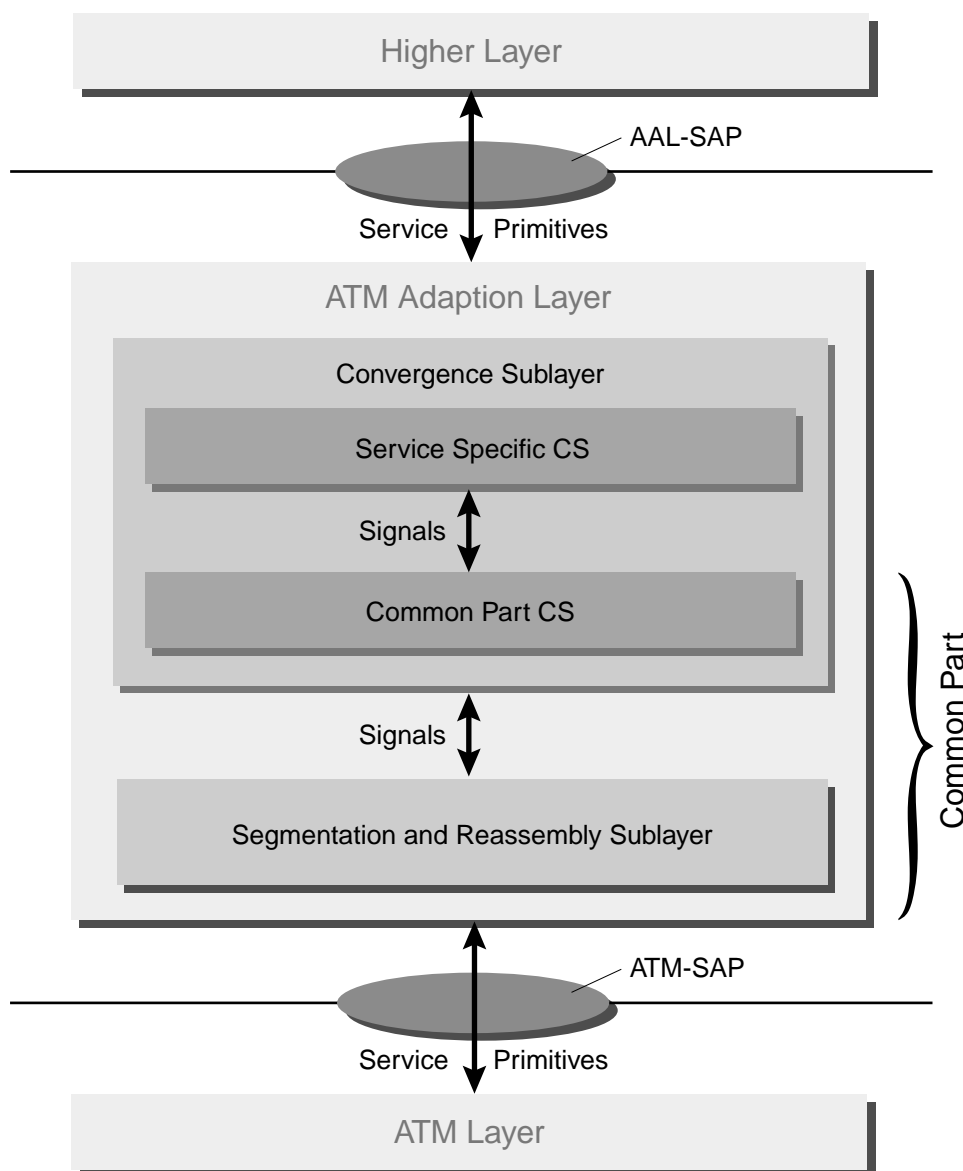 Higher Layer
AAL-SAP
Service Primitives
ATM Adaption Layer
Convergence Sublayer
Service Specific CS
Signals
Common Part CS
Signals
Common Part
Segmentation and Reassembly Sublayer
ATM-SAP
Service Primitives
ATM Layer